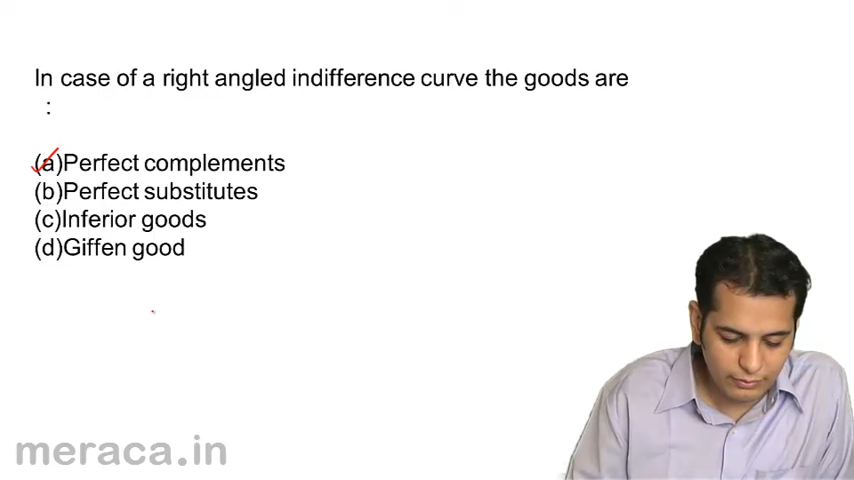 In case of a right angled indifference curve the goods are
:
(a)Perfect complements
(b)Perfect substitutes
(c)Inferior goods
(d)Giffen good
meraca.in